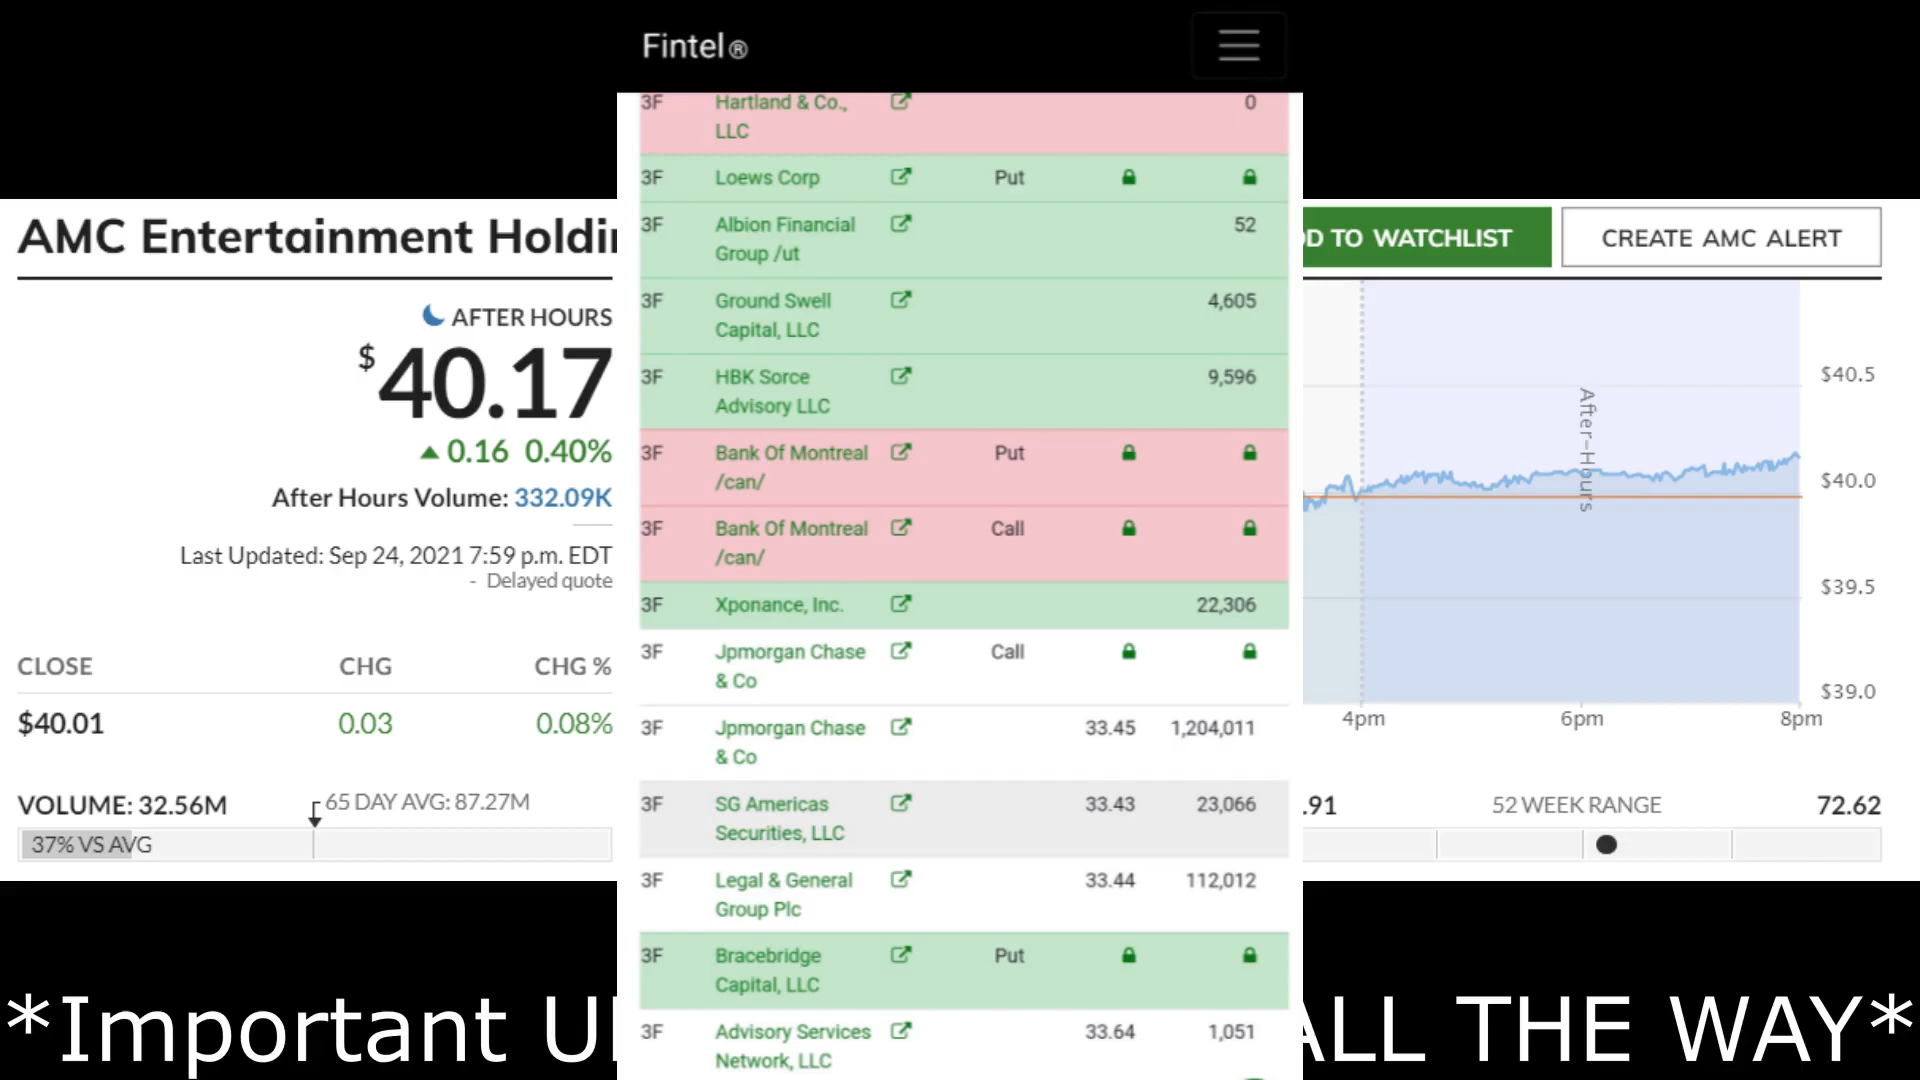 Fintel®
3F Hartland & Co., 0
LLC
3F Loews Corp Put
3F Albion Financial 52
Group /ut
3F Ground Swell 4,605
Capital, LLC
3F HBK Sorce 9,596
Advisory LLC
3F Bank Of Montreal Put
/can/
3F Bank Of Montreal Call
/can/
3F Xponance, Inc. 22,306
3F Jpmorgan Chase Call
& Co
3F Jpmorgan Chase 33.45 1,204,011
& Co
3F SG Americas 33.43 23,066
Securities, LLC
3F Legal & General 33.44 112,012
Group Plc
3F Bracebridge Put
Capital, LLC
3F Advisory Services 33.64 1,051
Network, LLC
AMC Entertainment Holdi
AFTER HOURS
$40.17
0.16 0.40%
After Hours Volume: 332.09K
Last Updated: Sep 24, 2021 7:59 p.m. EDT
- Delayed quote
CLOSE CHG CHG %
$40.01 0.03 0.08%
VOLUME: 32.56M 65 DAY AVG: 87.27M
37% VS AVG
D TO WATCHLIST CREATE AMC ALERT
After-Hours
$40.5
$40.0
$39.5
$39.0
4pm 6pm 8pm
.91 52 WEEK RANGE 72.62
*Important U ALL THE WAY*